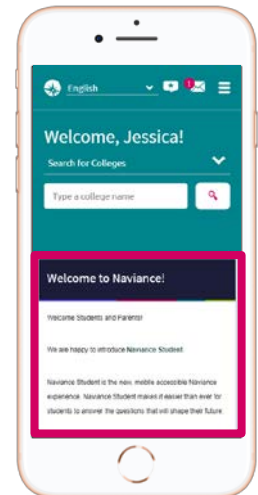 English
1
Welcome, Jessica!
Search for Colleges
Type a college name
Welcome to Naviance!
Welcome Students and Parents!
We are happy to introduce Naviance Student.
Naviance Student is the new, mobile accessible Naviance
experience. Naviance Student makes it easier than ever for
students to answer the questions that will shape their future.